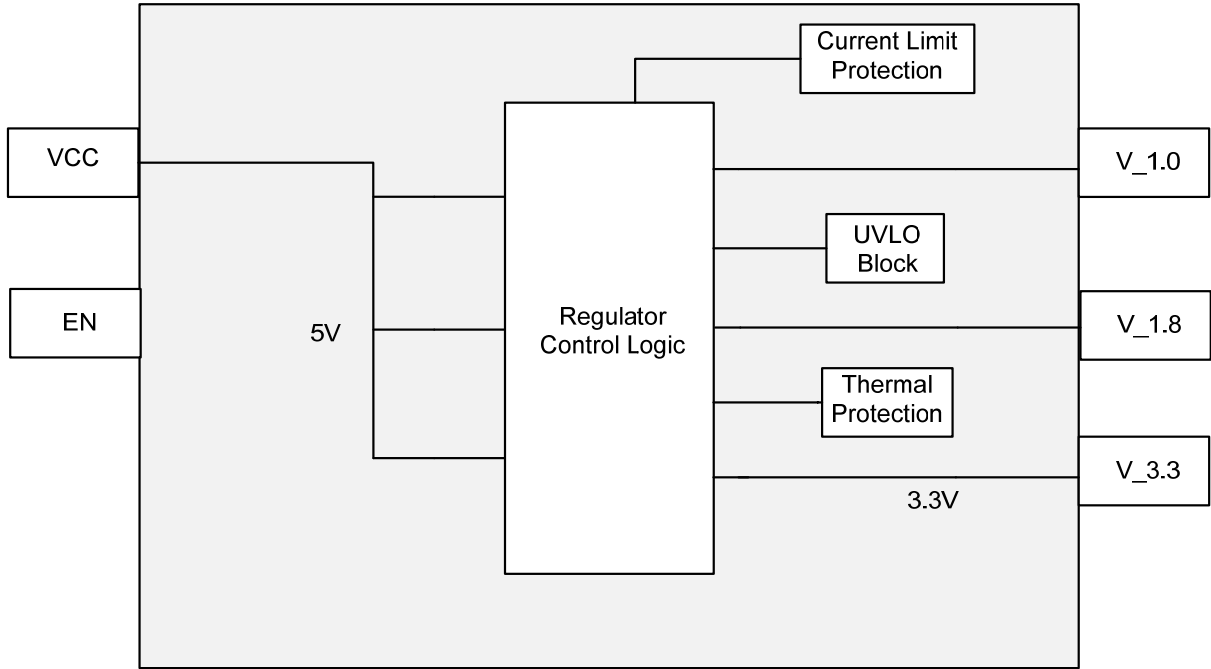 Current Limit
Protection
VCC
V_1.0
UVLO
Block
EN
5V
Regulator
Control Logic
V_1.8
Thermal
Protection
V_3.3
3.3V